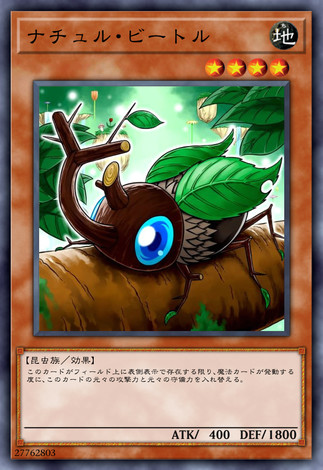 ナチュル・ビートル
地
【昆虫族／効果】
このカードがフィールド上に表側表示で存在する限り、魔法カードが発動する
度に、このカードの元々の攻撃力と元々の守備力を入れ替える。
ATK/ 400 DEF/1800
27762803